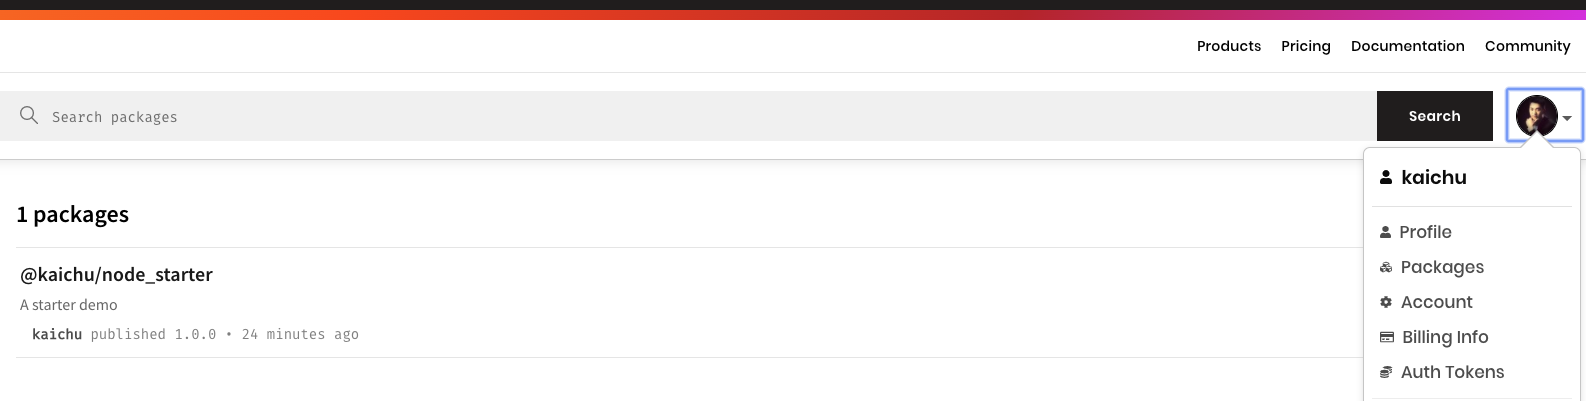 Products Pricing Documentation Community
Search packages Search
kaichu
Profile
Packages
Account
Billing Info
Auth Tokens
1 packages
@kaichu/node_starter
A starter demo
kaichu published 1.0.0 • 24 minutes ago